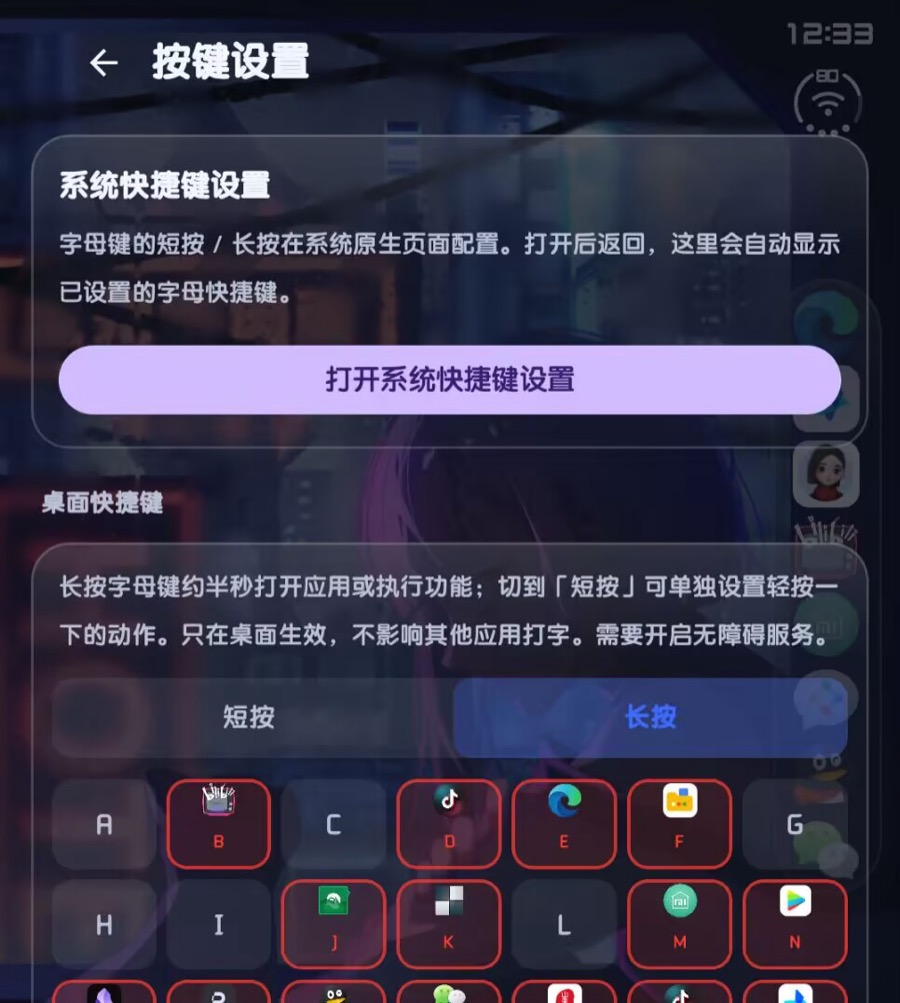 12:33
按键设置
80
系统快捷键设置
字母键的短按 / 长按在系统原生页面配置。打开后返回，这里会自动显示
已设置的字母快捷键。
打开系统快捷键设置
桌面快捷键
长按字母键约半秒打开应用或执行功能；切到「短按」可单独设置轻按一
下的动作。只在桌面生效，不影响其他应用打字。需要开启无障碍服务。
短按
长按
A B C D E F G
H I J K L M N